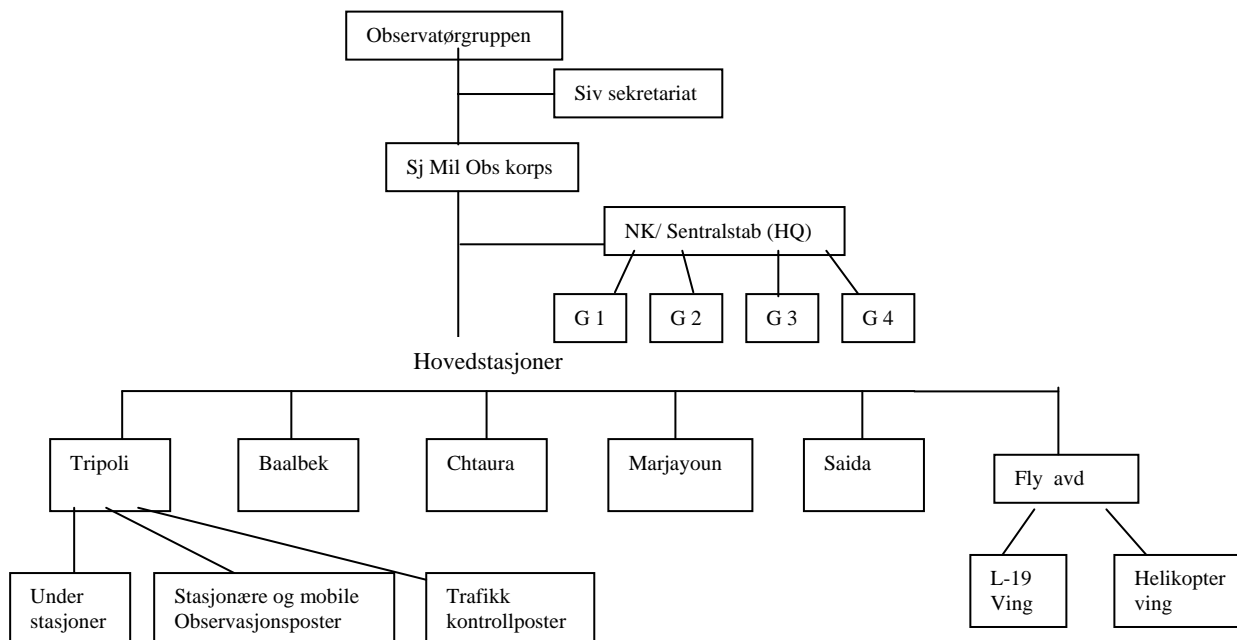 Observatørgruppen
Siv sekretariat
Sj Mil Obs korps
NK/ Sentralstab (HQ)
G 1
G 2
G 3
G 4
Hovedstasjoner
Tripoli
Baalbek
Chtaura
Marjayoun
Saida
Fly avd
Under
stasjoner
Stasjonære og mobile
Observasjonsposter
Trafikk
kontrollposter
L-19
Ving
Helikopter
ving